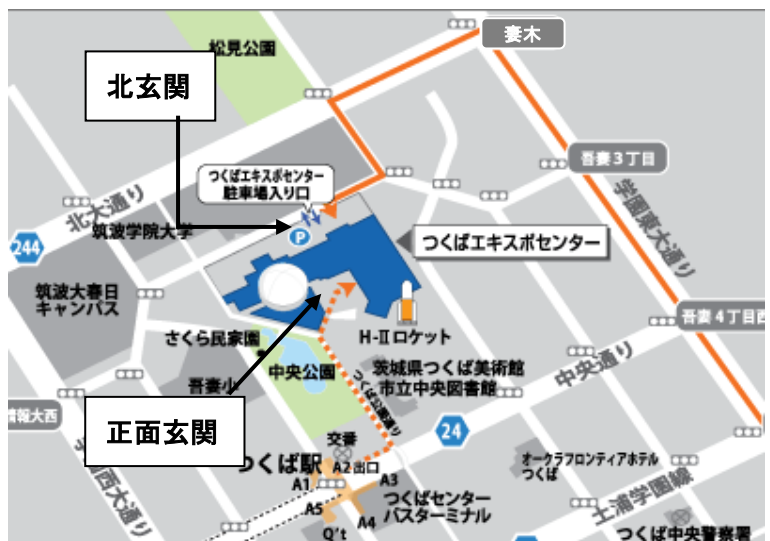 松見公園
妻木
北玄関
吾妻3丁目
つくばエキスポセンター
駐車場入り口
北大通り
学園東大通り
筑波学院大学
P
244
つくばエキスポセンター
筑波大春日
キャンパス
吾妻4丁目西
H-Ⅱロケット
さくら民家園
中央公園
茨城県つくば美術館
市立中央図書館
中央通り
吾妻小
つくば公園通り
情報大西
正面玄関
24
交番
つくば駅
A2出口
オークラフロンティアホテル
つくば
A1
A3
西大通り
土浦学園線
つくばセンター
バスターミナル
A5
A4
Q't
つくば中央警察署